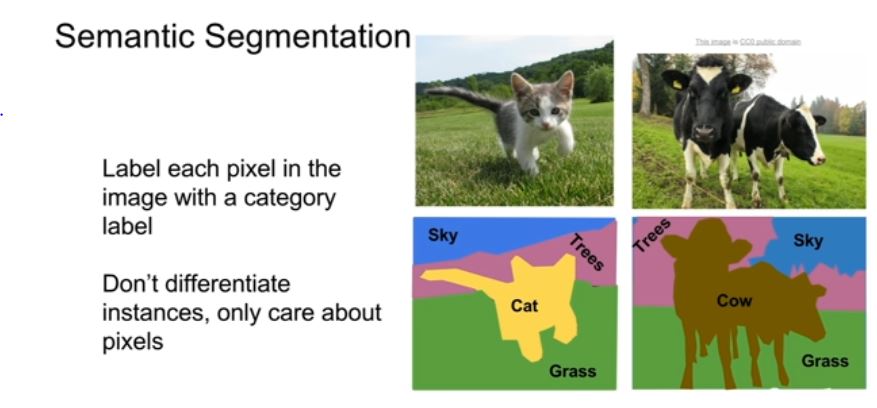 Semantic Segmentation
This image is CC0 public domain
Label each pixel in the
image with a category
label
Don't differentiate
instances, only care about
pixels
Sky
Trees
Cat
Grass
Trees
Sky
Cow
Grass